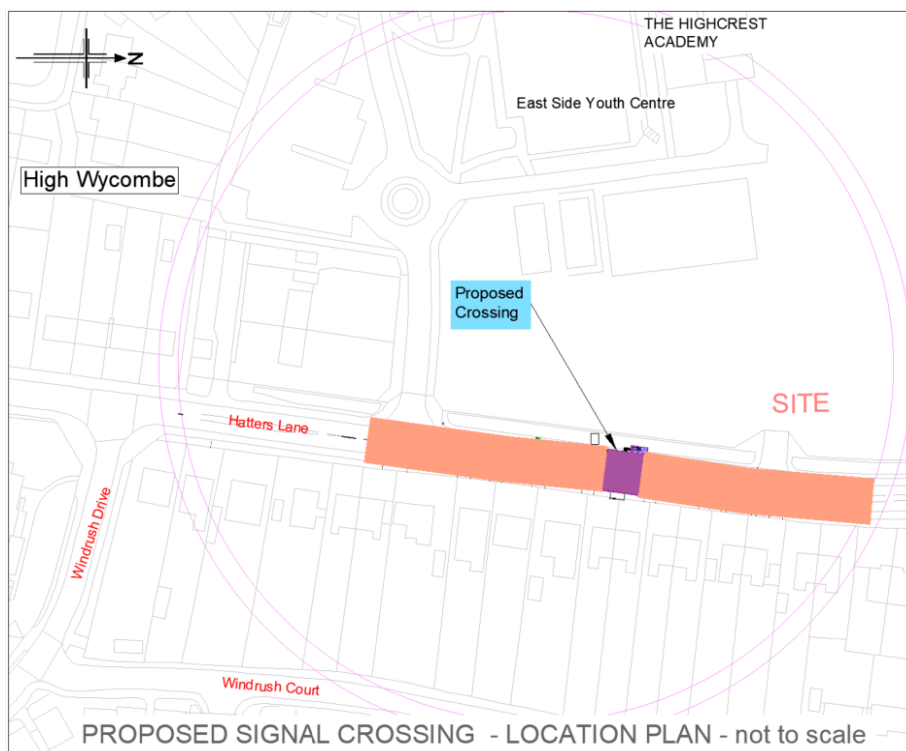 THE HIGHCREST
ACADEMY
N
East Side Youth Centre
High Wycombe
Proposed
Crossing
SITE
Hatters Lane
Windrush Drive
Windrush Court
PROPOSED SIGNAL CROSSING - LOCATION PLAN - not to scale